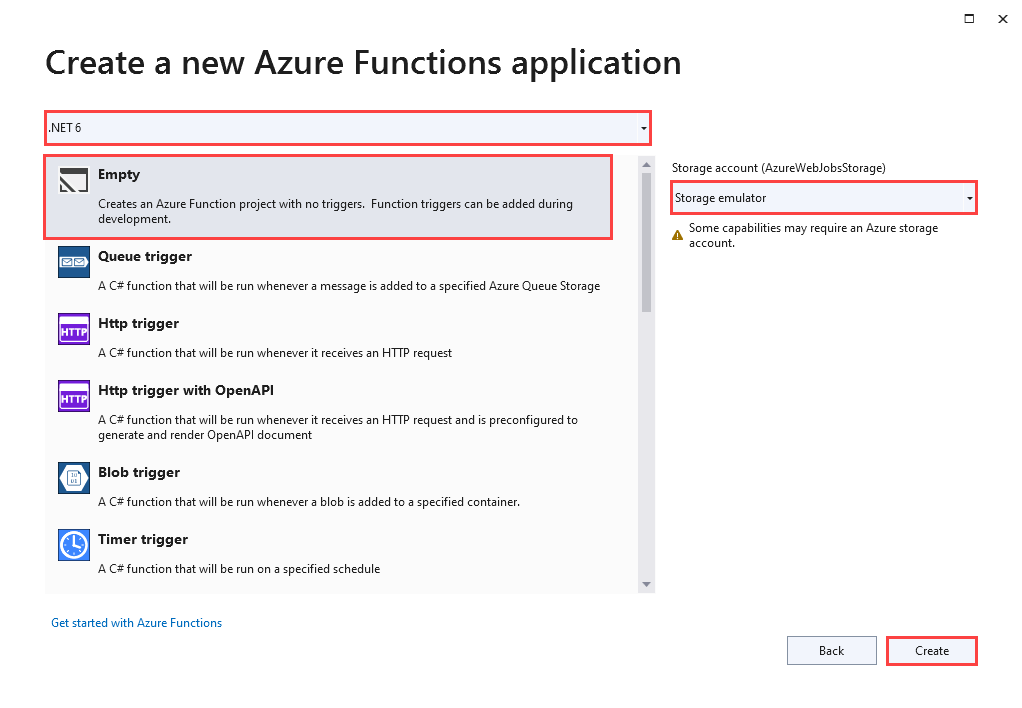 Create a new Azure Functions application
.NET 6
Empty
Creates an Azure Function project with no triggers.  Function triggers can be added during
development.
Queue trigger
A C# function that will be run whenever a message is added to a specified Azure Queue Storage
HTTP
Http trigger
A C# function that will be run whenever it receives an HTTP request
HTTP
Http trigger with OpenAPI
A C# function that will be run whenever it receives an HTTP request and is preconfigured to
generate and render OpenAPI document
Blob trigger
A C# function that will be run whenever a blob is added to a specified container.
Timer trigger
A C# function that will be run on a specified schedule
Storage account (AzureWebJobsStorage)
Storage emulator
Some capabilities may require an Azure storage
account.
Get started with Azure Functions
Back
Create